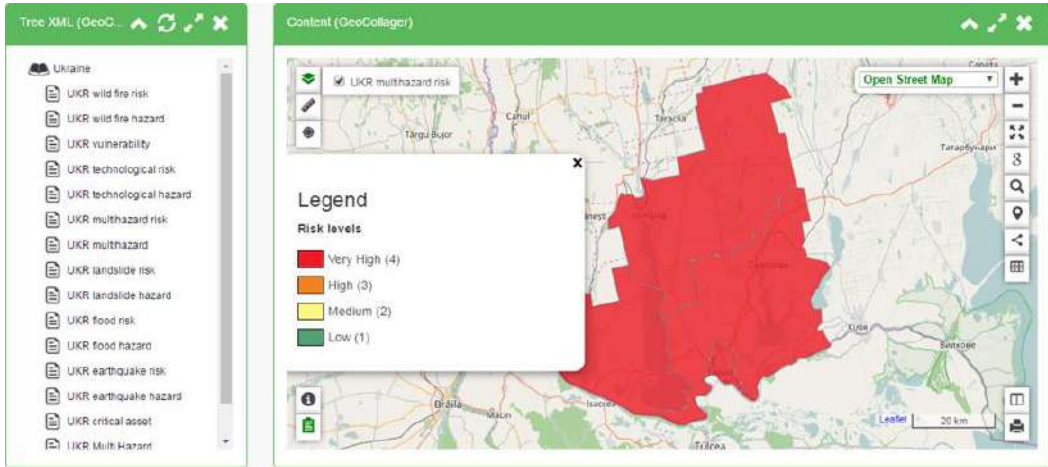 Tree XML (GeoC...
Ukraine
UKR wild fire risk
UKR wild fire hazard
UKR vulnerability
UKR technological risk
UKR technological hazard
UKR multihazard risk
UKR multihazard
UKR landslide risk
UKR landslide hazard
UKR flood risk
UKR flood hazard
UKR earthquake risk
UKR earthquake hazard
UKR critical asset
UKR Multi Hazard
Content (GeoCollager)
UKR multihazard risk
Open Street Map
Cahul
Taraclia
Târgu Bujor
Татарбунари
Legend
Risk levels
Very High (4)
High (3)
Medium (2)
Low (1)
Вилкове
Brăila
Măcin
Isaccea
Tulcea
Leaflet
20 km